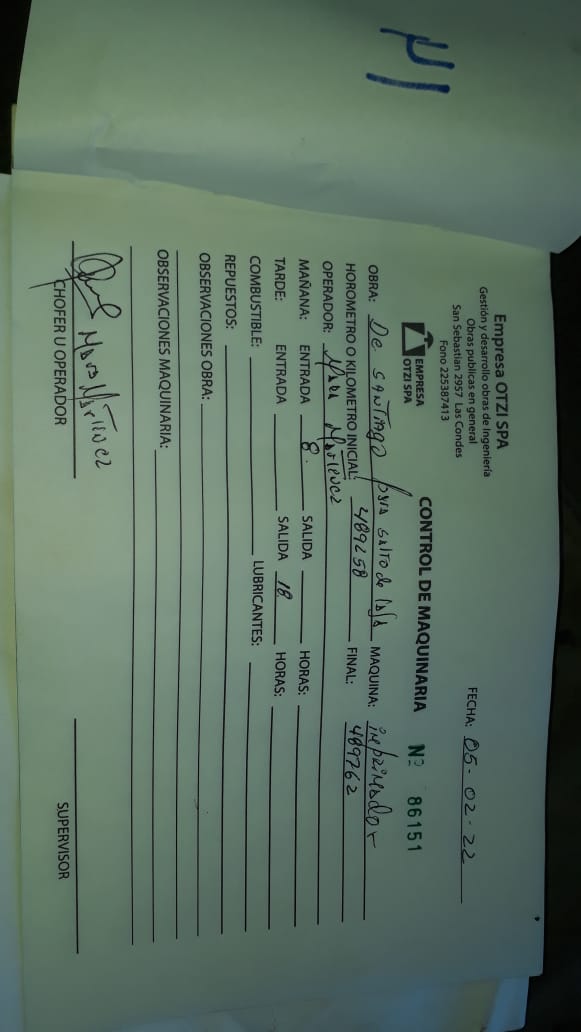 Empresa OTZI SPA
Gestión y desarrollo obras de Ingeniería
Obras publicas en general
San Sebastian 2957 Las Condes
Fono 225387413
FECHA: 05-02-22
EMPRESA
OTZI SPA
CONTROL DE MAQUINARIA Nº 86151
OBRA: De SANTIAGO para salto de laja MAQUINA: imprimador
HOROMETRO O KILOMETRO INICIAL: 489258 FINAL: 489762
OPERADOR: Martinez
MAÑANA: ENTRADA 8. SALIDA HORAS:
TARDE: ENTRADA SALIDA 18 HORAS:
COMBUSTIBLE: LUBRICANTES:
REPUESTOS:
OBSERVACIONES OBRA:
OBSERVACIONES MAQUINARIA:
Martinez
CHOFER U OPERADOR SUPERVISOR